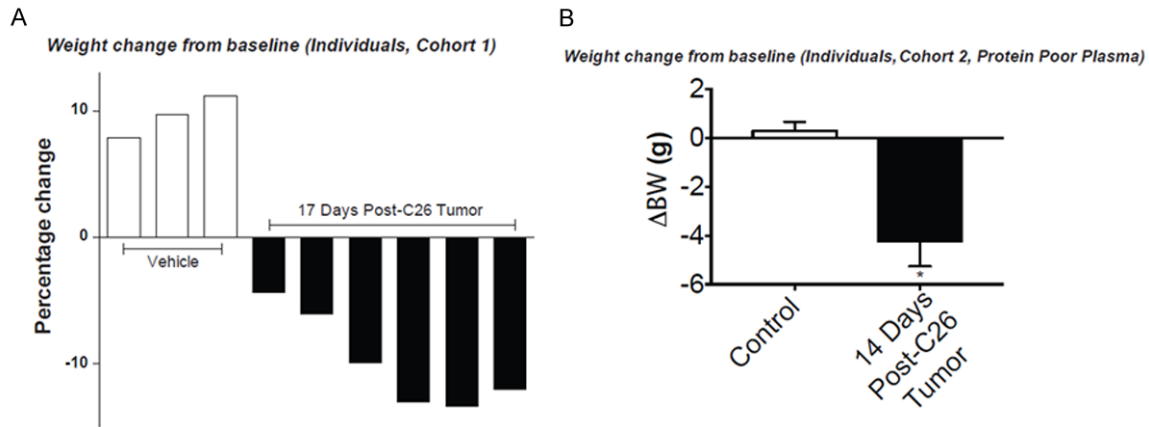 A
Weight change from baseline (Individuals, Cohort 1)
Percentage change
10
0
-10
Vehicle
17 Days Post-C26 Tumor
B
Weight change from baseline (Individuals, Cohort 2, Protein Poor Plasma)
ΔBW (g)
2
0
-2
-4
-6
*
Control
14 Days
Post-C26
Tumor